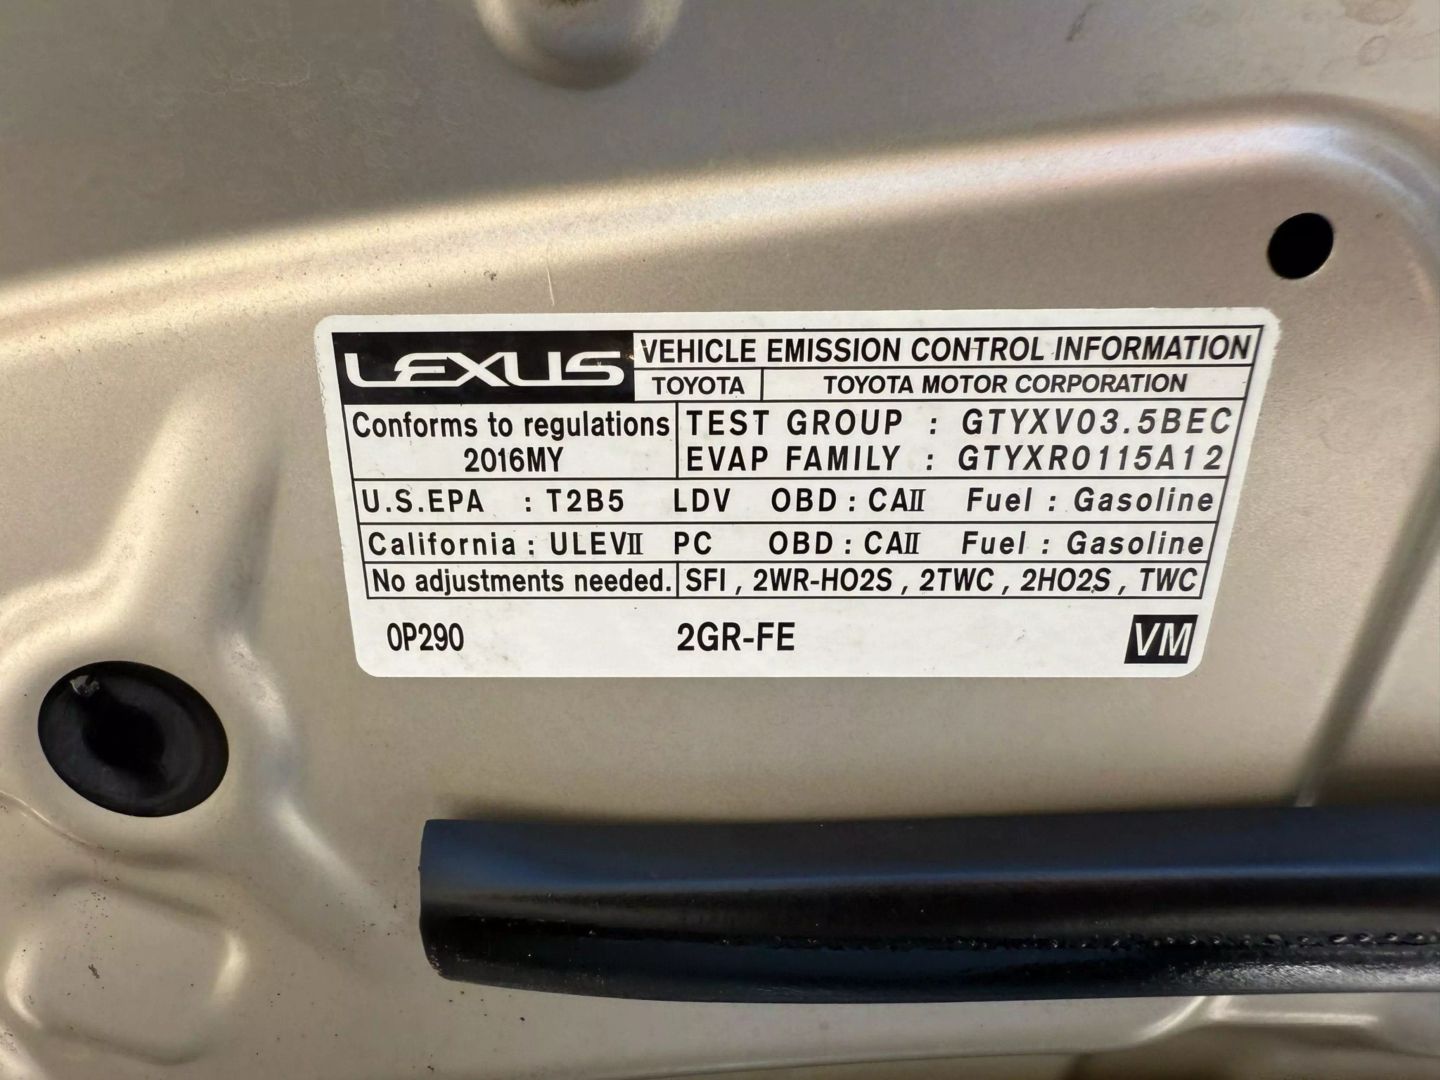 LEXUS VEHICLE EMISSION CONTROL INFORMATION
TOYOTA TOYOTA MOTOR CORPORATION
Conforms to regulations
2016MY
TEST GROUP : GTYXV03.5BEC
EVAP FAMILY : GTYXR0115A12
U.S.EPA : T2B5 LDV OBD : CAII Fuel : Gasoline
California : ULEVII PC OBD : CAII Fuel : Gasoline
No adjustments needed. SFI , 2WR-HO2S , 2TWC , 2HO2S , TWC
0P290 2GR-FE VM